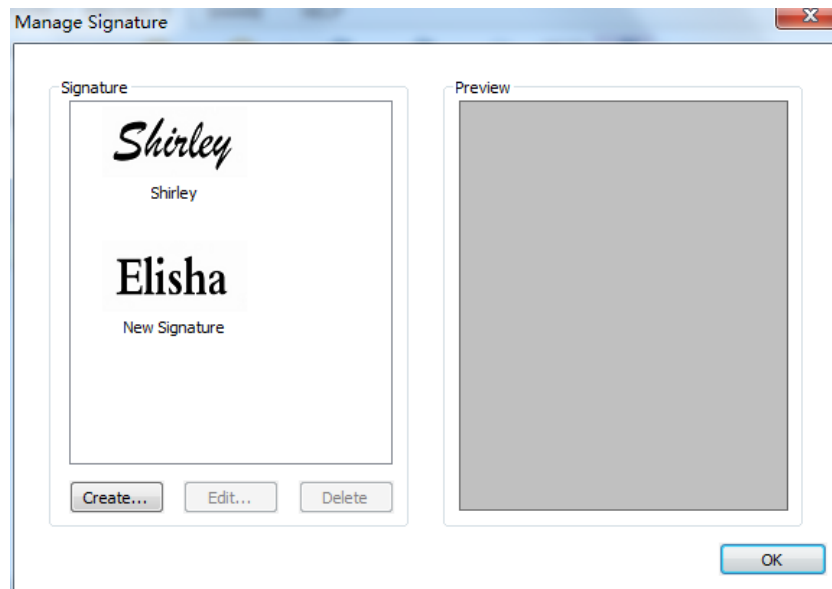 Manage Signature
Signature
Shirley
Shirley
Elisha
New Signature
Create...
Edit...
Delete
Preview
OK